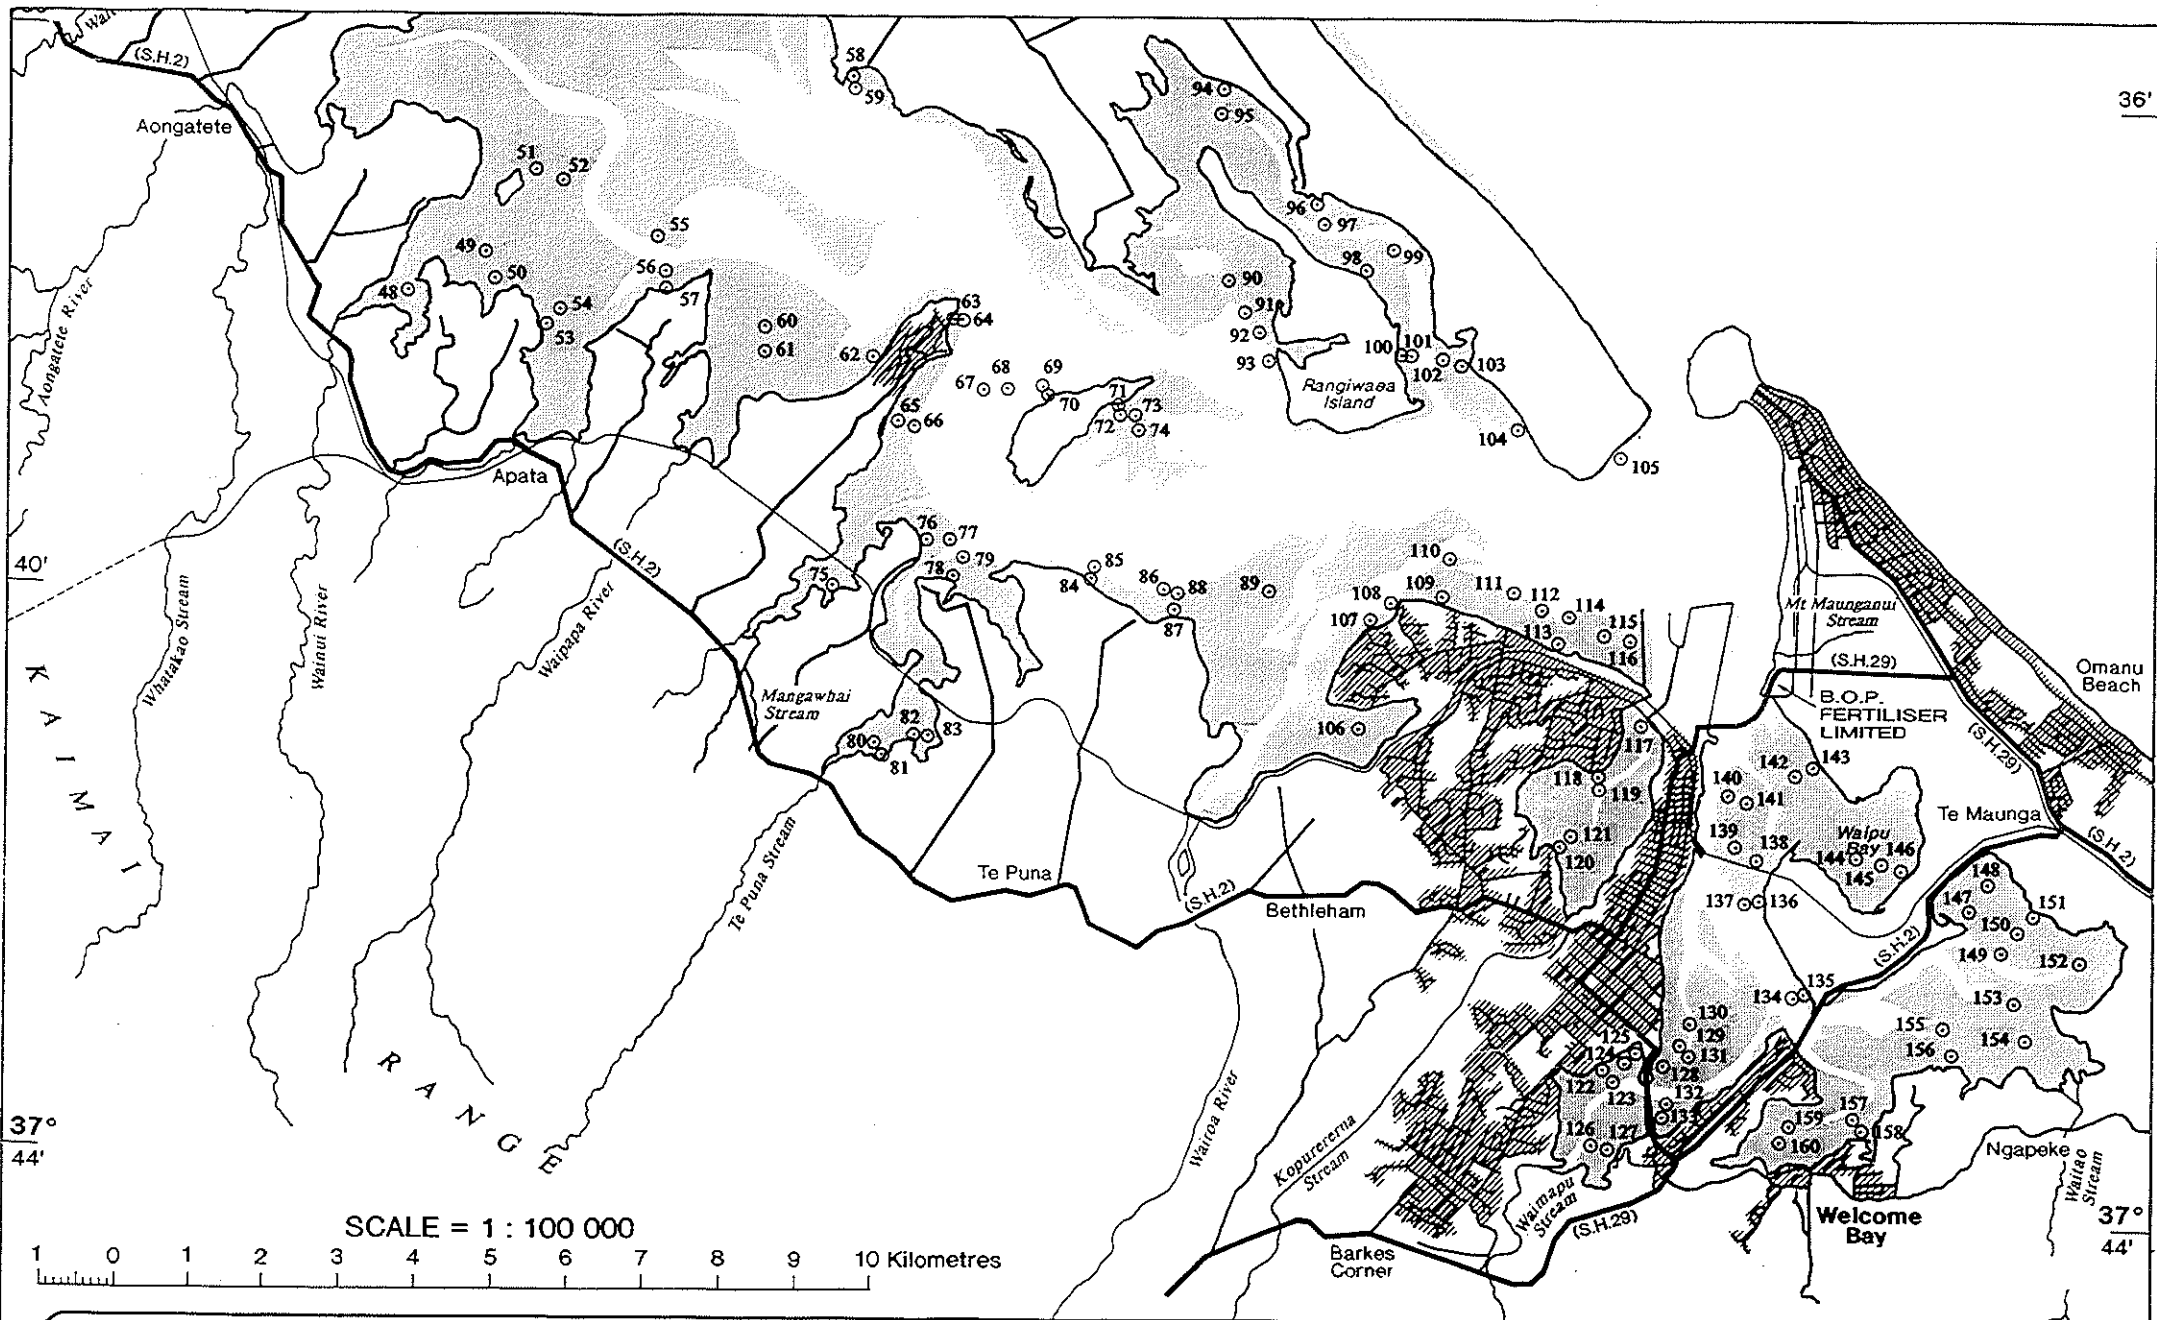 (S.H.2)
36'
Aongatete
58
59
94
95
51
52
96
97
49
55
50
56
98
99
48
57
90
54
53
91
63
64
60
92
61
62
93
100
101
102
103
Aongatete River
67
68
69
70
71
72
73
74
Rangiwaea
Island
65
66
104
105
Apata
76
77
(S.H.2)
79
78
75
85
84
86
88
87
89
110
109
108
107
111
112
114
113
115
116
40'
Mt Maunganui
Stream
Whatakao Stream
Wainui River
Waipapa River
(S.H.29)
Omanu
Beach
Mangawhai
Stream
B.O.P.
FERTILISER
LIMITED
82
83
80
81
106
117
(S.H.29)
118
119
142
143
140
141
121
120
139
138
Waipu
Bay
144
145
146
Te Maunga
(S.H.2)
KAIMAI
Te Puna Stream
Te Puna
(S.H.2)
Bethleham
137
136
148
147
151
150
149
152
(S.H.2)
134
135
153
130
129
131
128
125
124
122
123
155
156
154
132
133
RANGE
Wairoa River
37°
44'
126
127
159
160
157
158
Kopurererna
Stream
Ngapeke
Waitao
Stream
Waimapu
Stream
(S.H.29)
Welcome
Bay
37°
44'
SCALE = 1 : 100 000
1 0 1 2 3 4 5 6 7 8 9 10 Kilometres
Barkes
Corner